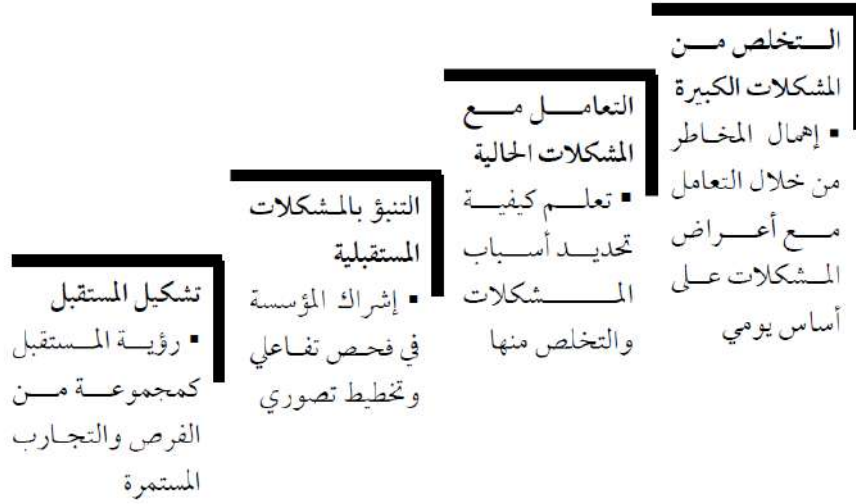 التخلص من
المشكلات الكبيرة
▪ إهمال المخاطر
من خلال التعامل
مع أعراض
المشكلات على
أساس يومي
التعامل مع
المشكلات الحالية
▪ تعلم كيفية
تحديد أسباب
المشكلات
والتخلص منها
التنبؤ بالمشكلات
المستقبلية
▪ إشراك المؤسسة
في فحص تفاعلي
وتخطيط تصوري
تشكيل المستقبل
▪ رؤية المستقبل
كمجموعة من
الفرص والتجارب
المستمرة